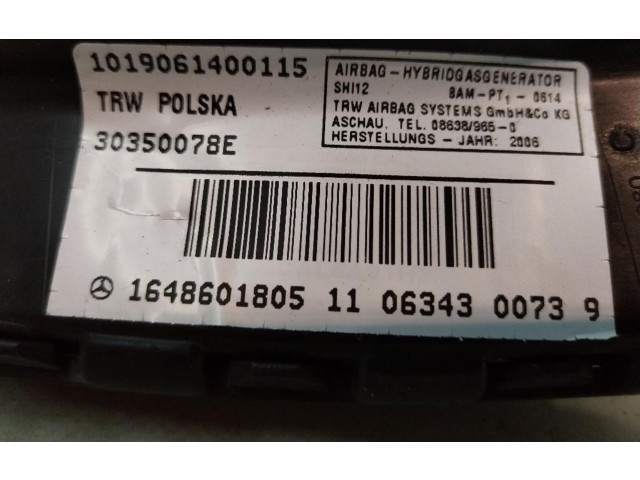 1019061400115
TRW POLSKA
30350078E
AIRBAG-HYBRIDGASGENERATOR
SHI12 8AM-PT1-0614
TRW AIRBAG SYSTEMS GmbH&Co KG
ASCHAU. TEL. 08638/965-0
HERSTELLUNGS-JAHR: 2006
1648601805 11 06343 0073 9